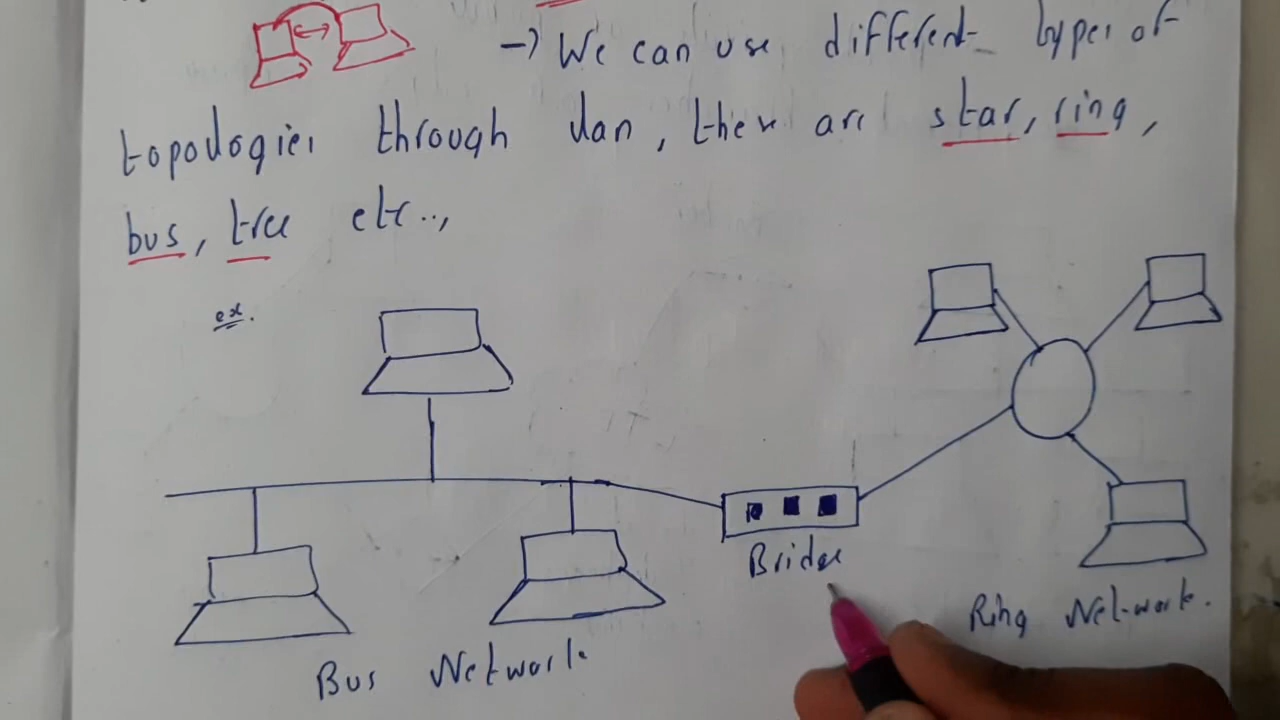 → We can use different types of
topologies through lan, there are star, ring,
bus, tree etc..,
ex.
Bridge
Ring Network.
Bus Network.